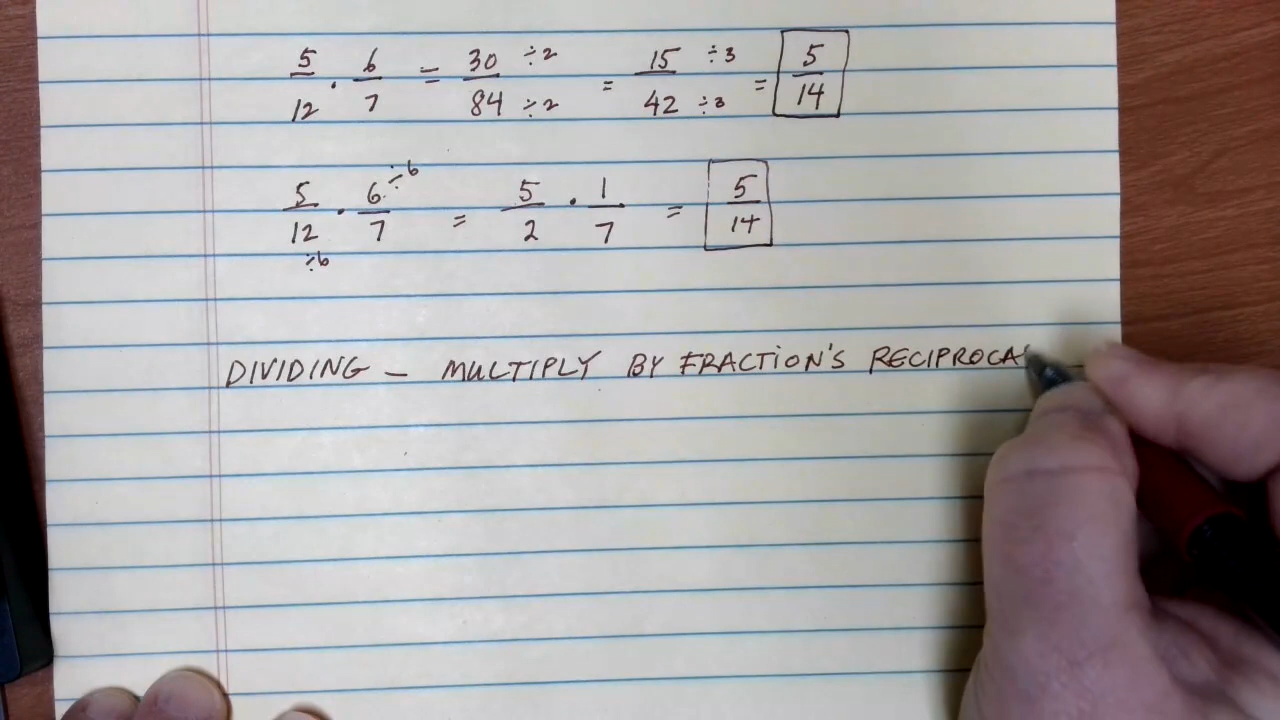 5/12 · 6/7 = 30/84 ÷2/÷2 = 15/42 ÷3/÷3 = 5/14
5/12 ÷6 · 6/7 ÷6 = 5/2 · 1/7 = 5/14
DIVIDING – MULTIPLY BY FRACTION'S RECIPROCA